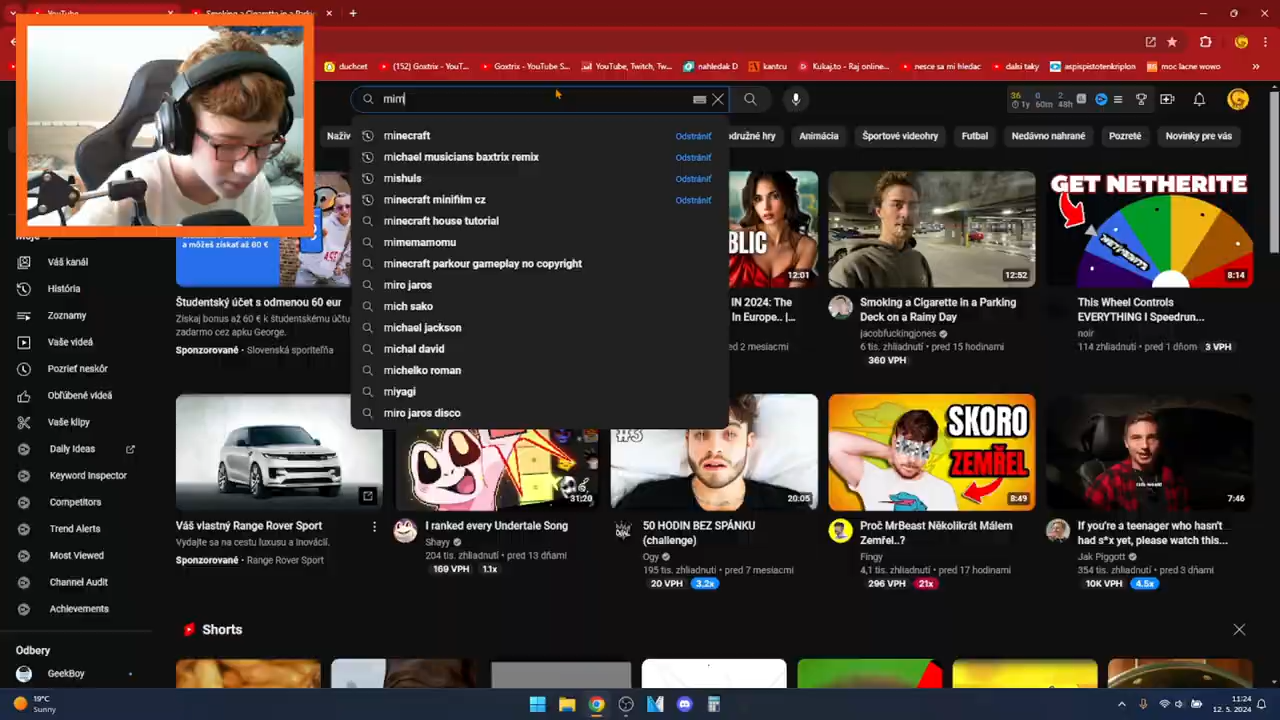 YouTube
Smoking a Cigarette in a Parki
duchcet
(152) Goxtrix - YouT...
Goxtrix - YouTube S...
YouTube, Twitch, Tw...
nahledak D
kantcu
Kukaj.to - Raj online...
nesce sa mi hledac
dalsi taky
aspispistotenkriplon
moc lacne wowo
mim
36
0
2
1y
60m
48h
minecraft
Odstrániť
michael musicians baxtrix remix
Odstrániť
mishuls
Odstrániť
minecraft minifilm cz
Odstrániť
minecraft house tutorial
mimemamomu
minecraft parkour gameplay no copyright
miro jaros
mich sako
michael jackson
michal david
michelko roman
miyagi
miro jaros disco
Naživ
odružné hry
Animácia
Športové videohry
Futbal
Nedávno nahrané
Pozreté
Novinky pre vás
Moje
Váš kanál
História
Zoznamy
Vaše videá
Pozrieť neskôr
Obľúbené videá
Vaše klipy
Daily Ideas
Keyword Inspector
Competitors
Trend Alerts
Most Viewed
Channel Audit
Achievements
Odbery
GeekBoy
a môžeš získať až 80 €
Študentský účet s odmenou 60 eur
Získaj bonus až 60 € k študentskému účtu
zadarmo cez apku George.
Sponzorované • Slovenská sporiteľňa
BLIC
12:01
IN 2024: The
In Europe.. |...
ed 2 mesiacmi
12:52
Smoking a Cigarette in a Parking
Deck on a Rainy Day
jacobfuckingjones
6 tis. zhliadnutí • pred 15 hodinami
360 VPH
GET NETHERITE
8:14
This Wheel Controls
EVERYTHING I Speedrun...
noir
114 zhliadnutí • pred 1 dňom
3 VPH
Váš vlastný Range Rover Sport
Vydajte sa na cestu luxusu a inovácií.
Sponzorované • Range Rover Sport
31:20
I ranked every Undertale Song
Shayy
204 tis. zhliadnutí • pred 13 dňami
169 VPH
1.1x
#3
20:05
50 HODIN BEZ SPÁNKU
(challenge)
Ogy
195 tis. zhliadnutí • pred 7 mesiacmi
20 VPH
3.2x
SKORO
ZEMŘEL
8:49
Proč MrBeast Několikrát Málem
Zemřel..?
Fingy
4,1 tis. zhliadnutí • pred 17 hodinami
296 VPH
21x
7:46
If you're a teenager who hasn't
had s*x yet, please watch this...
Jak Piggott
354 tis. zhliadnutí • pred 3 dňami
10K VPH
4.5x
Shorts
19°C
Sunny
11:24
12. 5. 2024